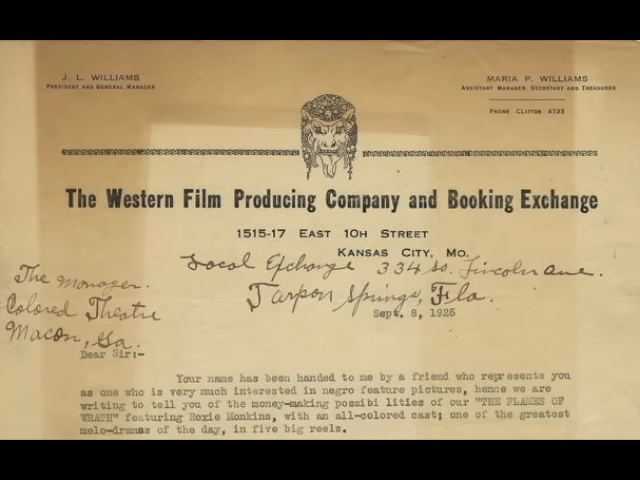 J. L. WILLIAMS
PRESIDENT AND GENERAL MANAGER
MARIA P. WILLIAMS
ASSISTANT MANAGER, SECRETARY AND TREASURER
PHONE CLIFTON 4733
The Western Film Producing Company and Booking Exchange
1515-17 EAST 10H STREET
KANSAS CITY, MO.
Local Exchange 334 So. Lincoln ave.
Tarpon Springs, Fla.
Sept. 8, 1925
The manager.
Colored Theatre
Macon, Ga.
Dear Sir:-
Your name has been handed to me by a friend who represents you
as one who is very much interested in negro feature pictures, hence we are
writing to tell you of the money-making possibi lities of our "THE FLAMES OF
WRATH" featuring Roxie Monkins, with an all-colored cast; one of the greatest
melo-dramas of the day, in five big reels.